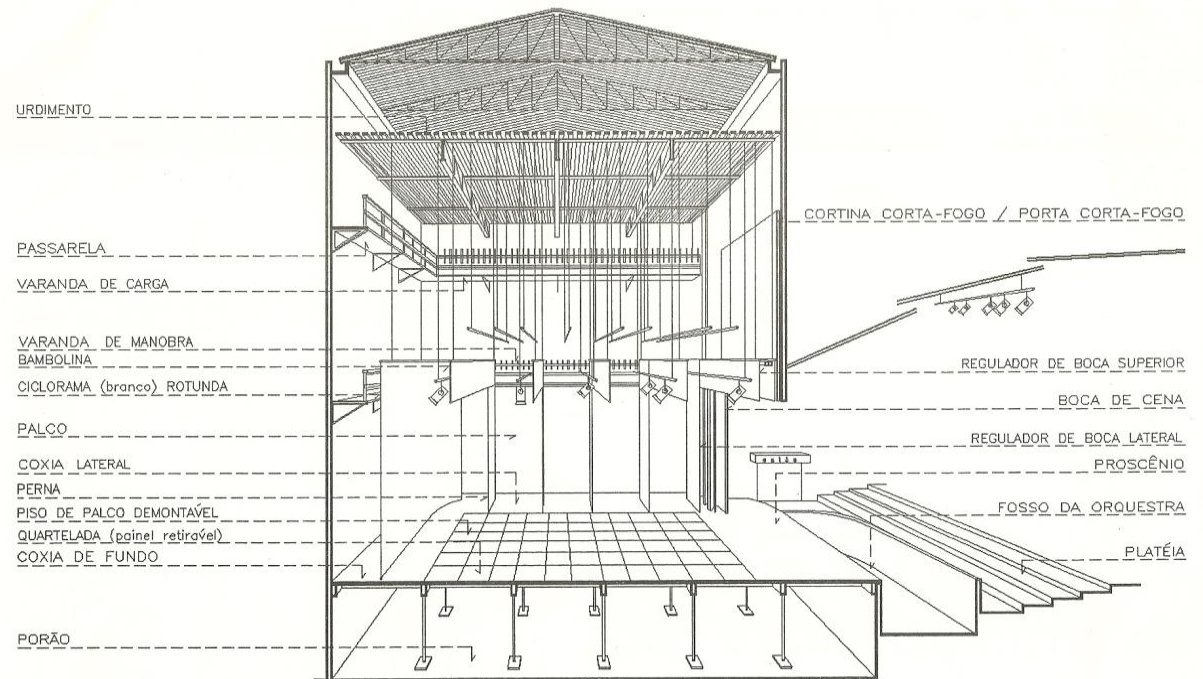 URDIMENTO
PASSARELA
VARANDA DE CARGA
VARANDA DE MANOBRA
BAMBOLINA
CICLORAMA (branco) ROTUNDA
PALCO
COXIA LATERAL
PERNA
PISO DE PALCO DEMONTAÝEL
QUARTELADA (painel retiravél)
COXIA DE FUNDO
PORÃO
CORTINA CORTA-FOGO / PORTA CORTA-FOGO
REGULADOR DE BOCA SUPERIOR
BOCA DE CENA
REGULADOR DE BOCA LATERAL
PROSCÊNIO
FOSSO DA ORQUESTRA
PLATÉIA